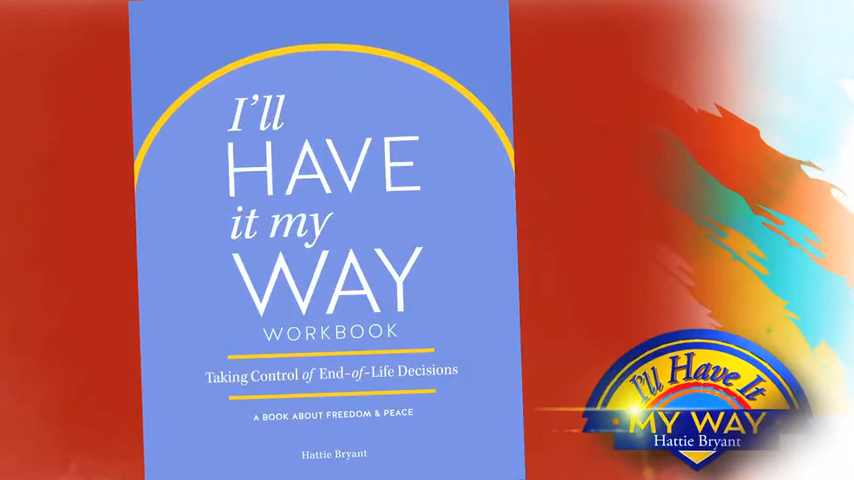 I'll
HAVE
it my
WAY
WORKBOOK
Taking Control of End-of-Life Decisions
A BOOK ABOUT FREEDOM & PEACE
Hattie Bryant
I'll Have It
MY WAY
Hattie Bryant